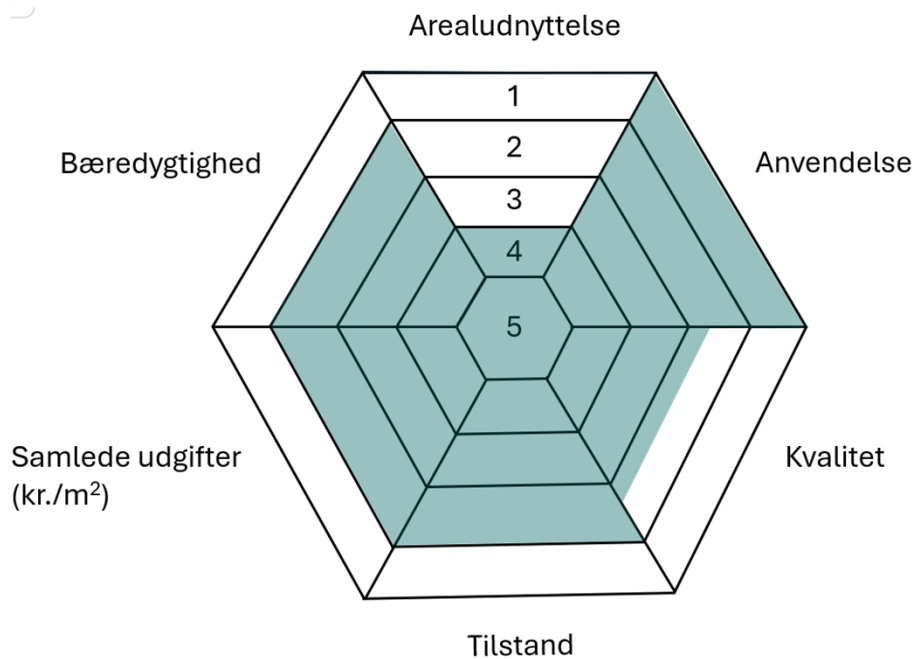 Arealudnyttelse
1
2
Bæredygtighed
Anvendelse
3
4
5
Samlede udgifter
(kr./m²)
Kvalitet
Tilstand